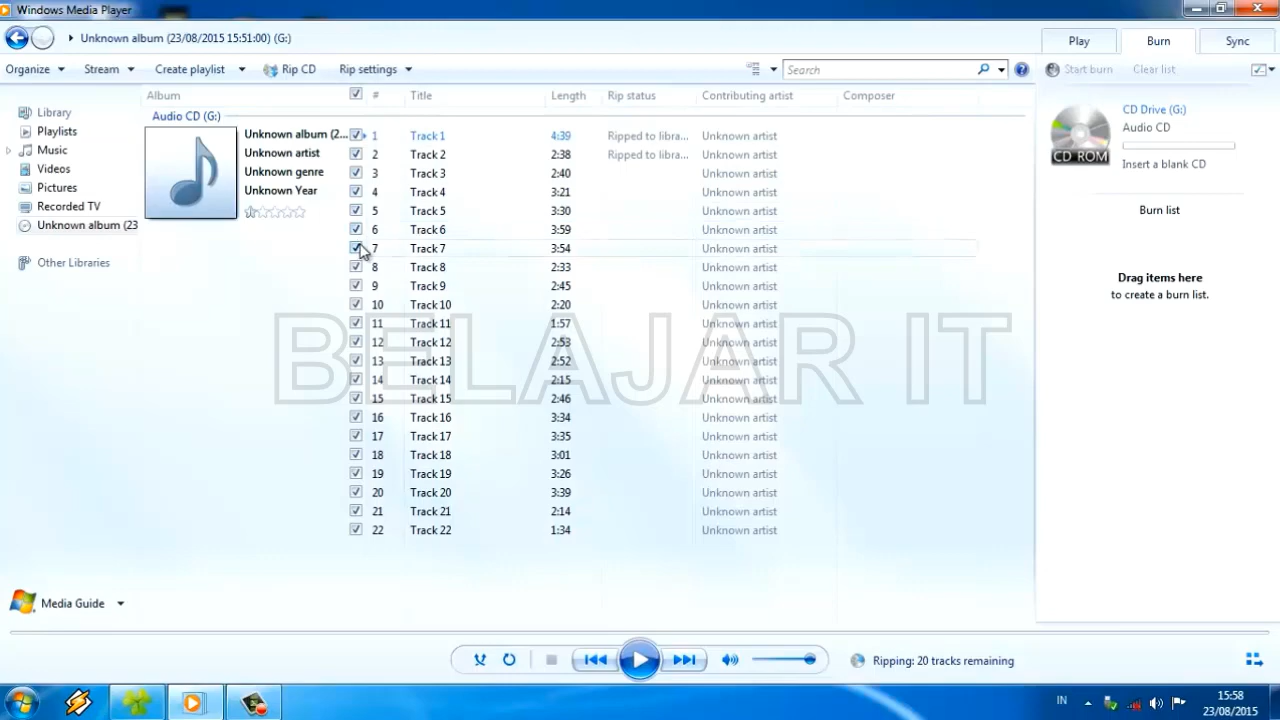 Windows Media Player
Unknown album (23/08/2015 15:51:00) (G:)
Play Burn Sync
Organize Stream Create playlist Rip CD Rip settings Search Start burn Clear list
Album # Title Length Rip status Contributing artist Composer
Library
Playlists
Music
Videos
Pictures
Recorded TV
Unknown album (23
Other Libraries
Audio CD (G:)
Unknown album (2...
Unknown artist
Unknown genre
Unknown Year
1 Track 1 4:39 Ripped to libra... Unknown artist
2 Track 2 2:38 Ripped to libra... Unknown artist
3 Track 3 2:40 Unknown artist
4 Track 4 3:21 Unknown artist
5 Track 5 3:30 Unknown artist
6 Track 6 3:59 Unknown artist
7 Track 7 3:54 Unknown artist
8 Track 8 2:33 Unknown artist
9 Track 9 2:45 Unknown artist
10 Track 10 2:20 Unknown artist
11 Track 11 1:57 Unknown artist
12 Track 12 2:53 Unknown artist
13 Track 13 2:52 Unknown artist
14 Track 14 2:15 Unknown artist
15 Track 15 2:46 Unknown artist
16 Track 16 3:34 Unknown artist
17 Track 17 3:35 Unknown artist
18 Track 18 3:01 Unknown artist
19 Track 19 3:26 Unknown artist
20 Track 20 3:39 Unknown artist
21 Track 21 2:14 Unknown artist
22 Track 22 1:34 Unknown artist
BELAJAR IT
CD ROM
CD Drive (G:)
Audio CD
Insert a blank CD
Burn list
Drag items here
to create a burn list.
Media Guide
Ripping: 20 tracks remaining
IN
15:58
23/08/2015